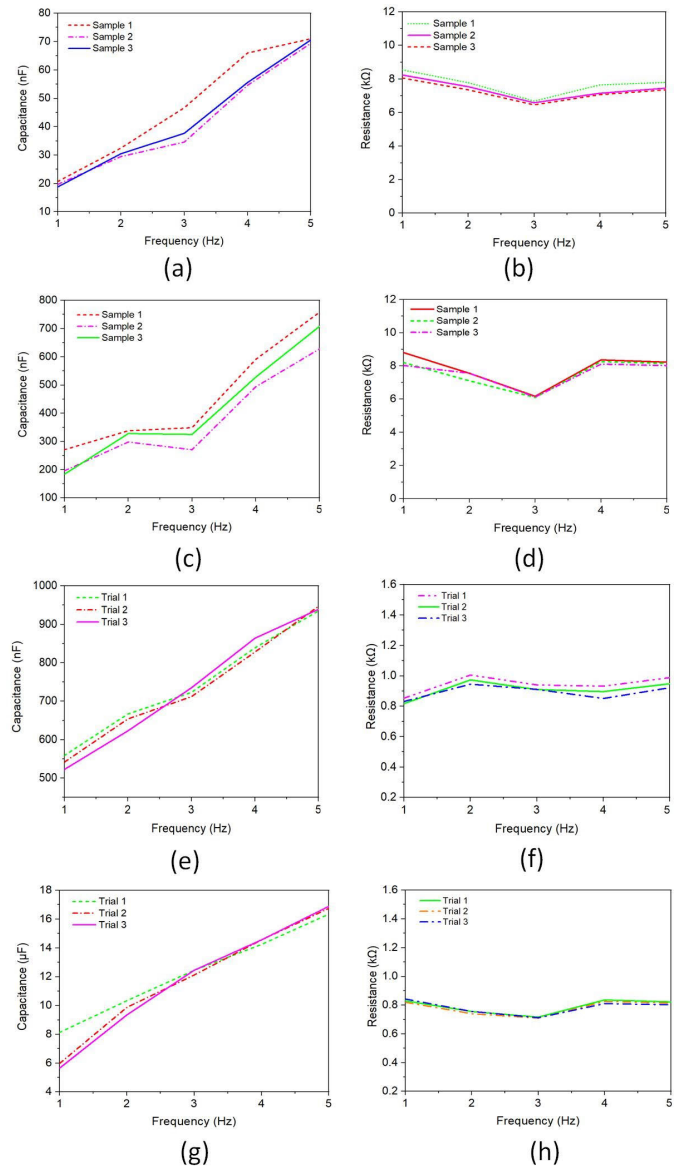 80
70
60
50
40
30
20
10
Capacitance (nF)
Sample 1
Sample 2
Sample 3
1 2 3 4 5
Frequency (Hz)
(a)
12
10
8
6
4
2
0
Resistance (kΩ)
Sample 1
Sample 2
Sample 3
1 2 3 4 5
Frequency (Hz)
(b)
800
700
600
500
400
300
200
100
Capacitance (nF)
Sample 1
Sample 2
Sample 3
1 2 3 4 5
Frequency (Hz)
(c)
12
10
8
6
4
2
0
Resistance (kΩ)
Sample 1
Sample 2
Sample 3
1 2 3 4 5
Frequency (Hz)
(d)
1000
900
800
700
600
500
Capacitance (nF)
Trial 1
Trial 2
Trial 3
1 2 3 4 5
Frequency (Hz)
(e)
1.6
1.4
1.2
1.0
0.8
0.6
0.4
0.2
Resistance (kΩ)
Trial 1
Trial 2
Trial 3
1 2 3 4 5
Frequency (Hz)
(f)
18
16
14
12
10
8
6
4
Capacitance (µF)
Trial 1
Trial 2
Trial 3
1 2 3 4 5
Frequency (Hz)
(g)
1.6
1.4
1.2
1.0
0.8
0.6
0.4
0.2
Resistance (kΩ)
Trial 1
Trial 2
Trial 3
1 2 3 4 5
Frequency (Hz)
(h)